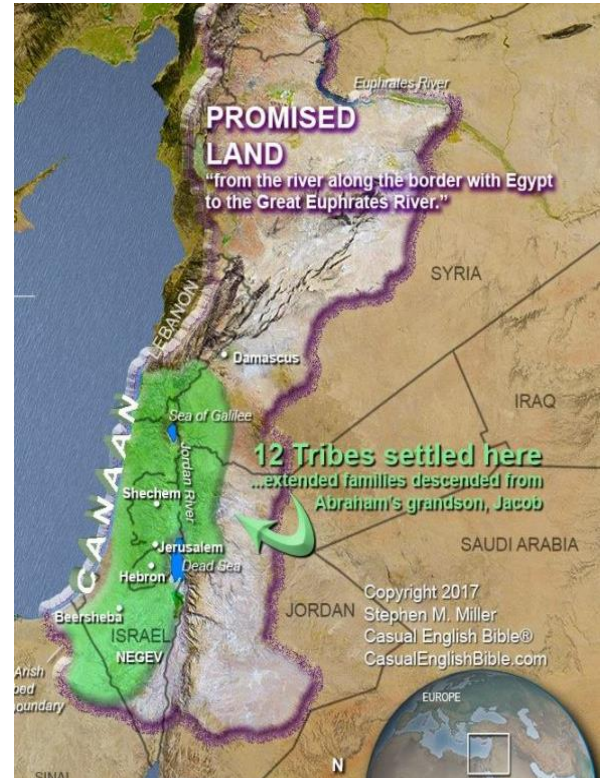 Euphrates River
PROMISED
LAND
"from the river along the border with Egypt
to the Great Euphrates River."
SYRIA
LEBANON
Damascus
IRAQ
CANAAN
Sea of Galilee
Jordan River
12 Tribes settled here
...extended families descended from
Abraham's grandson, Jacob
Shechem
Jerusalem
Hebron
Dead Sea
SAUDI ARABIA
Beersheba
ISRAEL
NEGEV
JORDAN
Copyright 2017
Stephen M. Miller
Casual English Bible®
CasualEnglishBible.com
Arish
EUROPE
N
SINAI